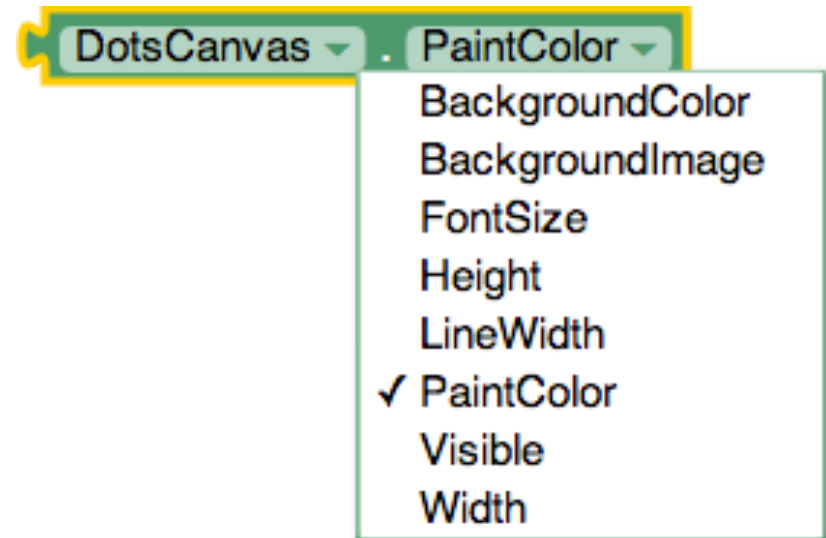 DotsCanvas . PaintColor
BackgroundColor
BackgroundImage
FontSize
Height
LineWidth
✓ PaintColor
Visible
Width